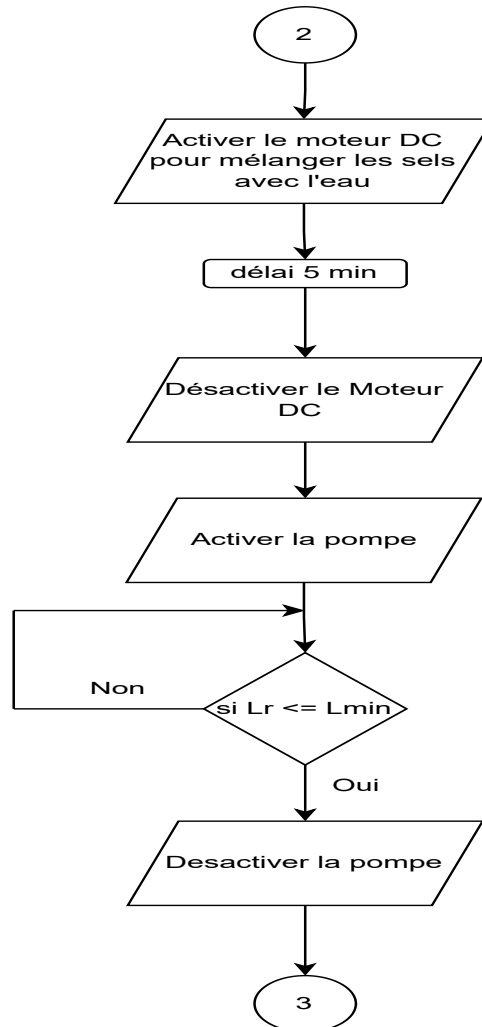 2
Activer le moteur DC
pour mélanger les sels
avec l'eau
délai 5 min
Désactiver le Moteur
DC
Activer la pompe
Non
si Lr <= Lmin
Oui
Desactiver la pompe
3